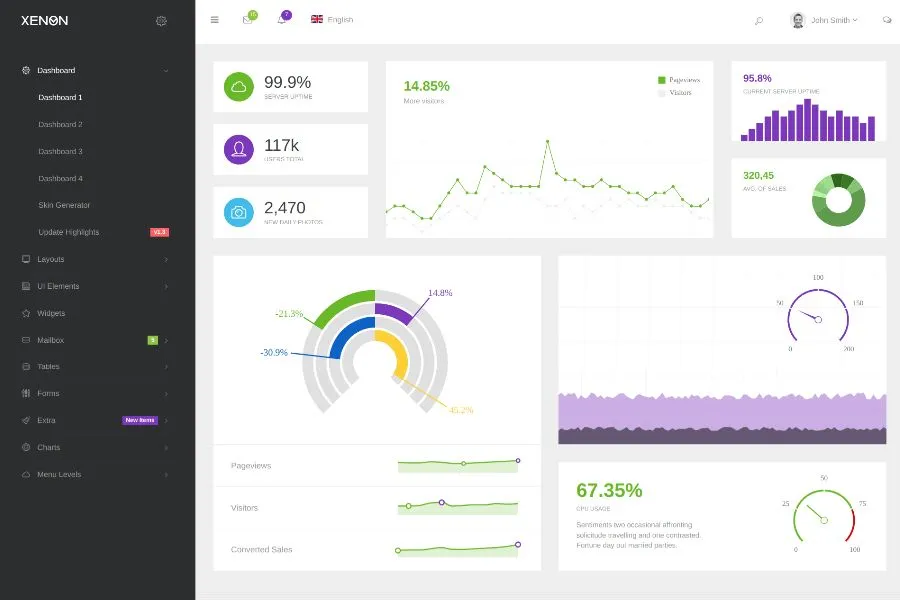 XENON
Dashboard
Dashboard 1
Dashboard 2
Dashboard 3
Dashboard 4
Skin Generator
Update Highlights
v1.3
Layouts
UI Elements
Widgets
Mailbox
5
Tables
Forms
Extra
New Items
Charts
Menu Levels
15
7
English
John Smith
99.9%
SERVER UPTIME
117k
USERS TOTAL
2,470
NEW DAILY PHOTOS
14.85%
More visitors
Pageviews
Visitors
95.8%
CURRENT SERVER UPTIME
320,45
AVG. OF SALES
-21.3%
14.8%
-30.9%
45.2%
Pageviews
Visitors
Converted Sales
100
50
150
0
200
67.35%
CPU USAGE
Sentiments two occasional affronting
solicitude travelling and one contrasted.
Fortune day out married parties.
50
25
75
0
100